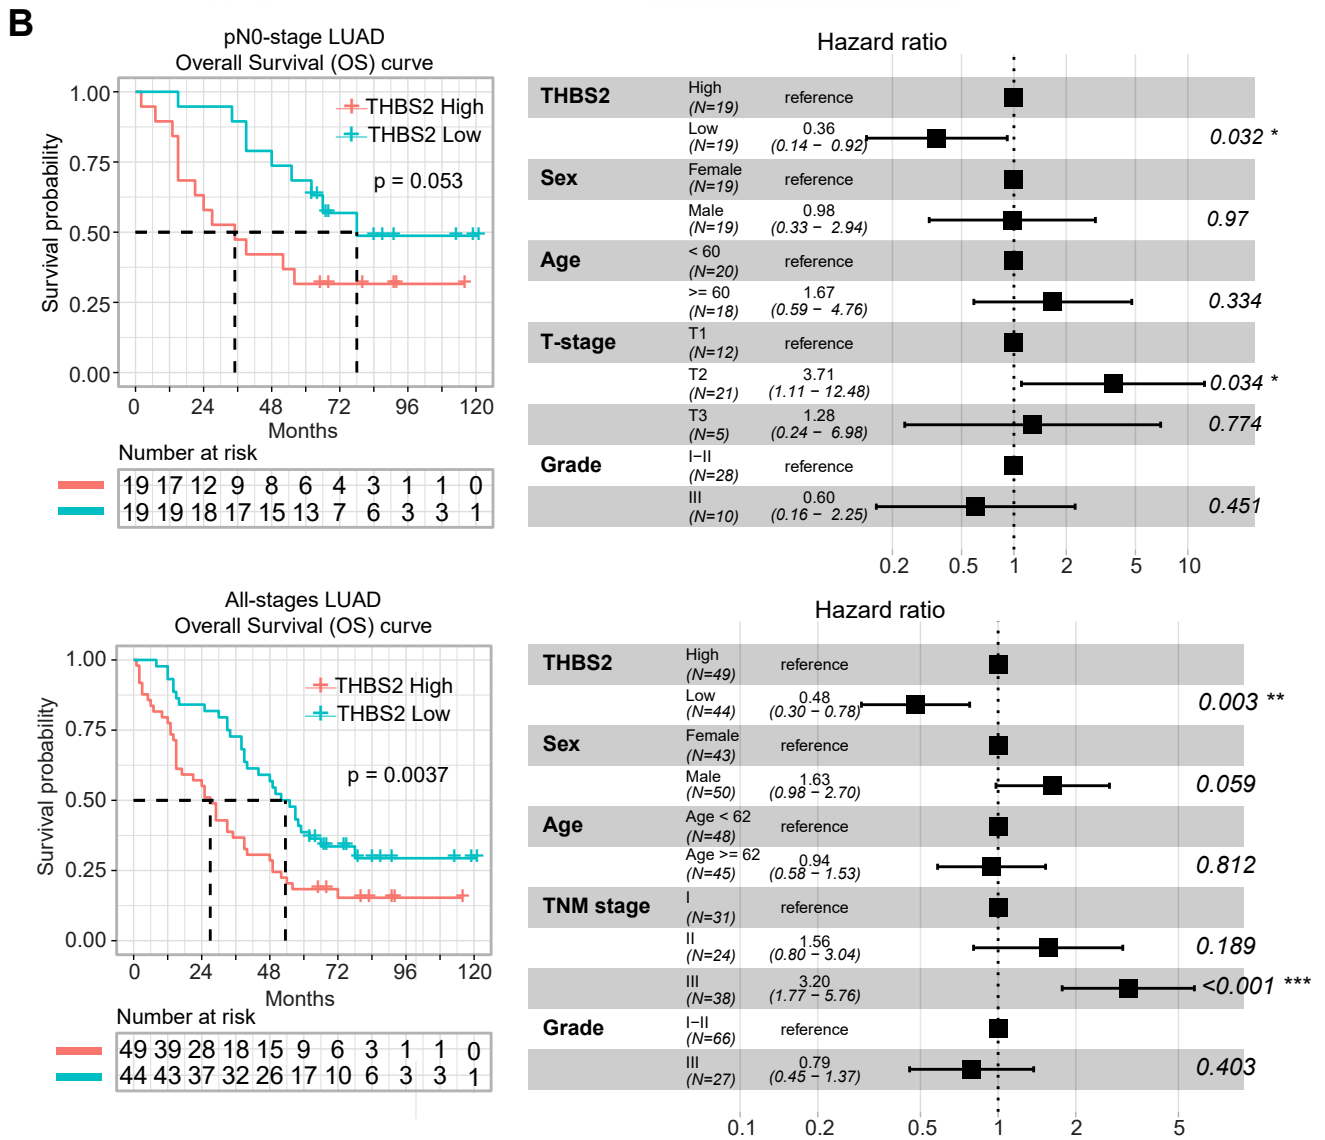 B
pN0-stage LUAD
Overall Survival (OS) curve
Survival probability
1.00
0.75
0.50
0.25
0.00
THBS2 High
THBS2 Low
p = 0.053
0 24 48 72 96 120
Months
Number at risk
19 17 12 9 8 6 4 3 1 1 0
19 19 18 17 15 13 7 6 3 3 1
Hazard ratio
THBS2 High (N=19) reference
Low (N=19) 0.36 (0.14 − 0.92) 0.032 *
Sex Female (N=19) reference
Male (N=19) 0.98 (0.33 − 2.94) 0.97
Age < 60 (N=20) reference
>= 60 (N=18) 1.67 (0.59 − 4.76) 0.334
T-stage T1 (N=12) reference
T2 (N=21) 3.71 (1.11 − 12.48) 0.034 *
T3 (N=5) 1.28 (0.24 − 6.98) 0.774
Grade I−II (N=28) reference
III (N=10) 0.60 (0.16 − 2.25) 0.451
0.2 0.5 1 2 5 10
All-stages LUAD
Overall Survival (OS) curve
Survival probability
1.00
0.75
0.50
0.25
0.00
THBS2 High
THBS2 Low
p = 0.0037
0 24 48 72 96 120
Months
Number at risk
49 39 28 18 15 9 6 3 1 1 0
44 43 37 32 26 17 10 6 3 3 1
Hazard ratio
THBS2 High (N=49) reference
Low (N=44) 0.48 (0.30 − 0.78) 0.003 **
Sex Female (N=43) reference
Male (N=50) 1.63 (0.98 − 2.70) 0.059
Age Age < 62 (N=48) reference
Age >= 62 (N=45) 0.94 (0.58 − 1.53) 0.812
TNM stage I (N=31) reference
II (N=24) 1.56 (0.80 − 3.04) 0.189
III (N=38) 3.20 (1.77 − 5.76) <0.001 ***
Grade I−II (N=66) reference
III (N=27) 0.79 (0.45 − 1.37) 0.403
0.1 0.2 0.5 1 2 5